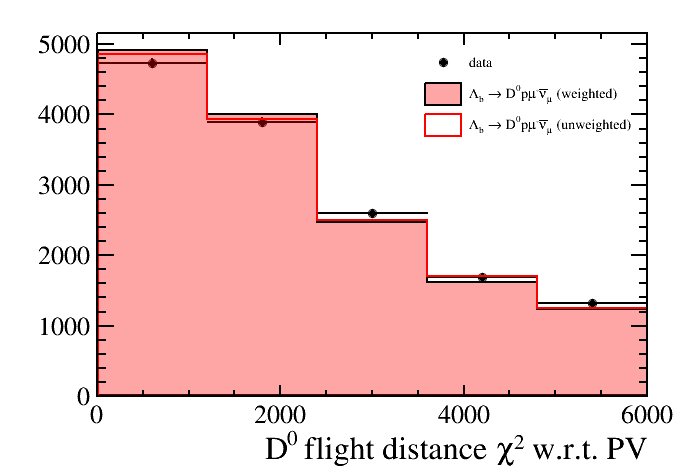 5000
4000
3000
2000
1000
0
data
Λb → D⁰pμ ν̄μ (weighted)
Λb → D⁰pμ ν̄μ (unweighted)
0 2000 4000 6000
D⁰ flight distance χ² w.r.t. PV